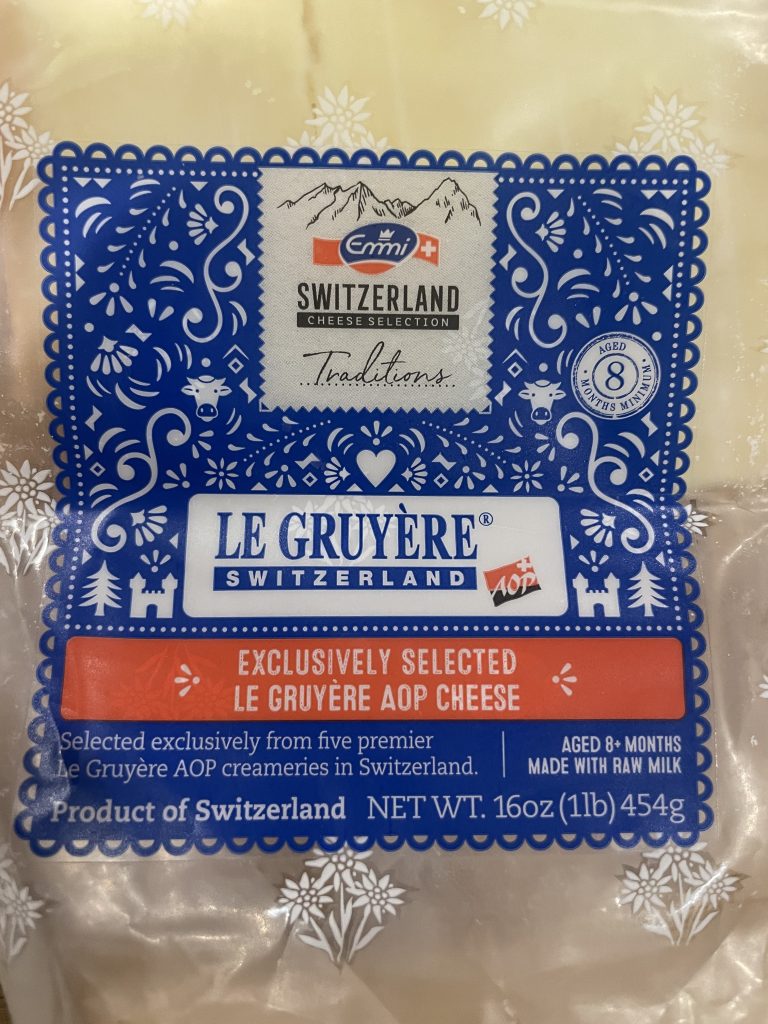 Emmi
SWITZERLAND
CHEESE SELECTION
Traditions
AGED
8
MONTHS MINIMUM
LE GRUYÈRE®
SWITZERLAND
AOP
EXCLUSIVELY SELECTED
LE GRUYÈRE AOP CHEESE
Selected exclusively from five premier
Le Gruyère AOP creameries in Switzerland.
AGED 8+ MONTHS
MADE WITH RAW MILK
Product of Switzerland NET WT. 16oz (1lb) 454g